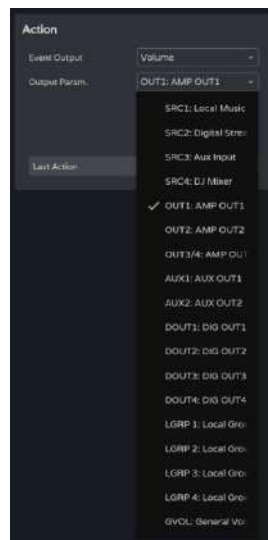 Action
Event Output Volume
Output Param. OUT1: AMP OUT1
SRC1: Local Music
SRC2: Digital Stre
SRC3: Aux Input
SRC4: DJ Mixer
Last Action
OUT1: AMP OUT1
OUT2: AMP OUT2
OUT3/4: AMP OU
AUX1: AUX OUT1
AUX2: AUX OUT2
DOUT1: DIG OUT1
DOUT2: DIG OUT2
DOUT3: DIG OUT3
DOUT4: DIG OUT4
LGRP 1: Local Gro
LGRP 2: Local Gro
LGRP 3: Local Gro
LGRP 4: Local Gro
GVOL: General Vo